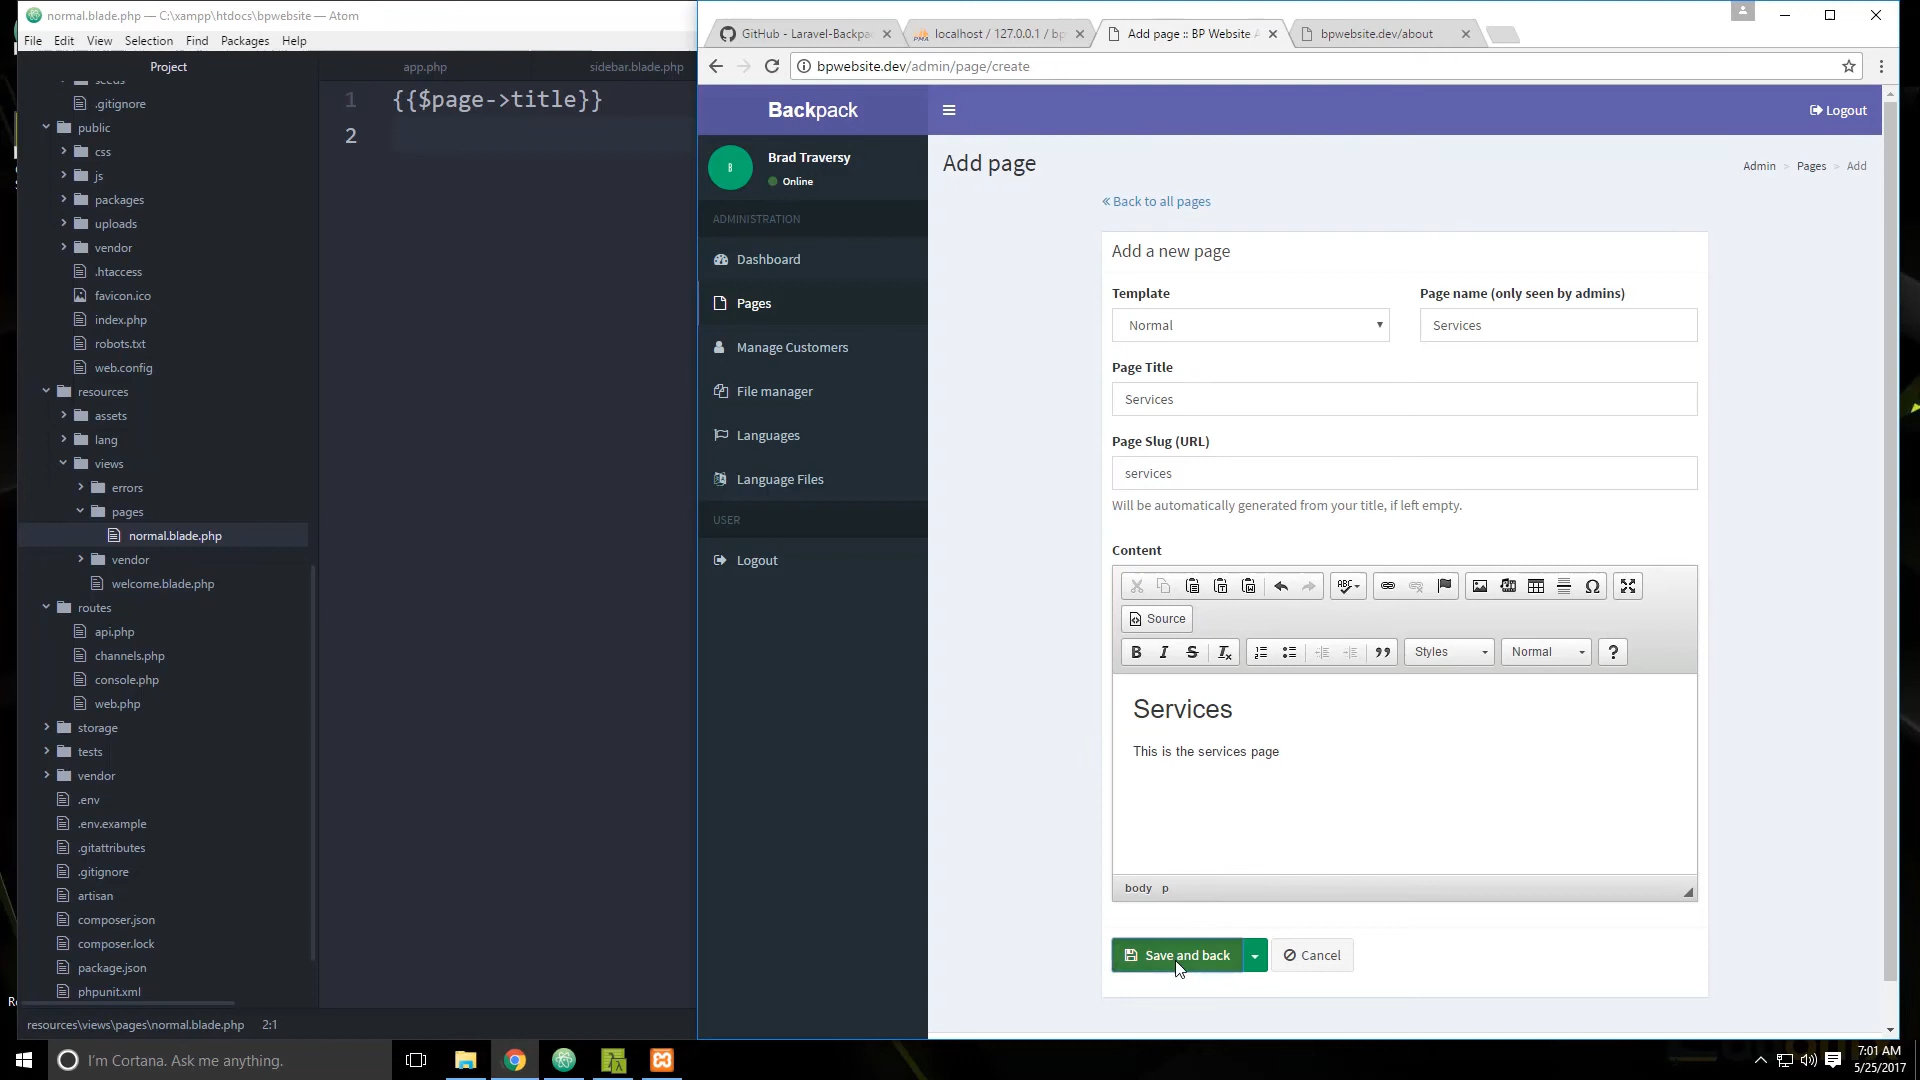 normal.blade.php — C:\xampp\htdocs\bpwebsite — Atom
File Edit View Selection Find Packages Help
Project
seeds
.gitignore
public
css
js
packages
uploads
vendor
.htaccess
favicon.ico
index.php
robots.txt
web.config
resources
assets
lang
views
errors
pages
normal.blade.php
vendor
welcome.blade.php
routes
api.php
channels.php
console.php
web.php
storage
tests
vendor
.env
.env.example
.gitattributes
.gitignore
artisan
composer.json
composer.lock
package.json
phpunit.xml
app.php sidebar.blade.php
1 {{$page->title}}
2
resources\views\pages\normal.blade.php 2:1
GitHub - Laravel-Backpa
localhost / 127.0.0.1 / bp
Add page :: BP Website A
bpwebsite.dev/about
bpwebsite.dev/admin/page/create
Backpack
Logout
Brad Traversy
B
Online
ADMINISTRATION
Dashboard
Pages
Manage Customers
File manager
Languages
Language Files
USER
Logout
Add page
Admin > Pages > Add
« Back to all pages
Add a new page
Template
Normal
Page name (only seen by admins)
Services
Page Title
Services
Page Slug (URL)
services
Will be automatically generated from your title, if left empty.
Content
ABC
Ω
Source
B I S Tx
Styles Normal ?
Services
This is the services page
body p
Save and back
Cancel
I'm Cortana. Ask me anything.
7:01 AM
5/25/2017